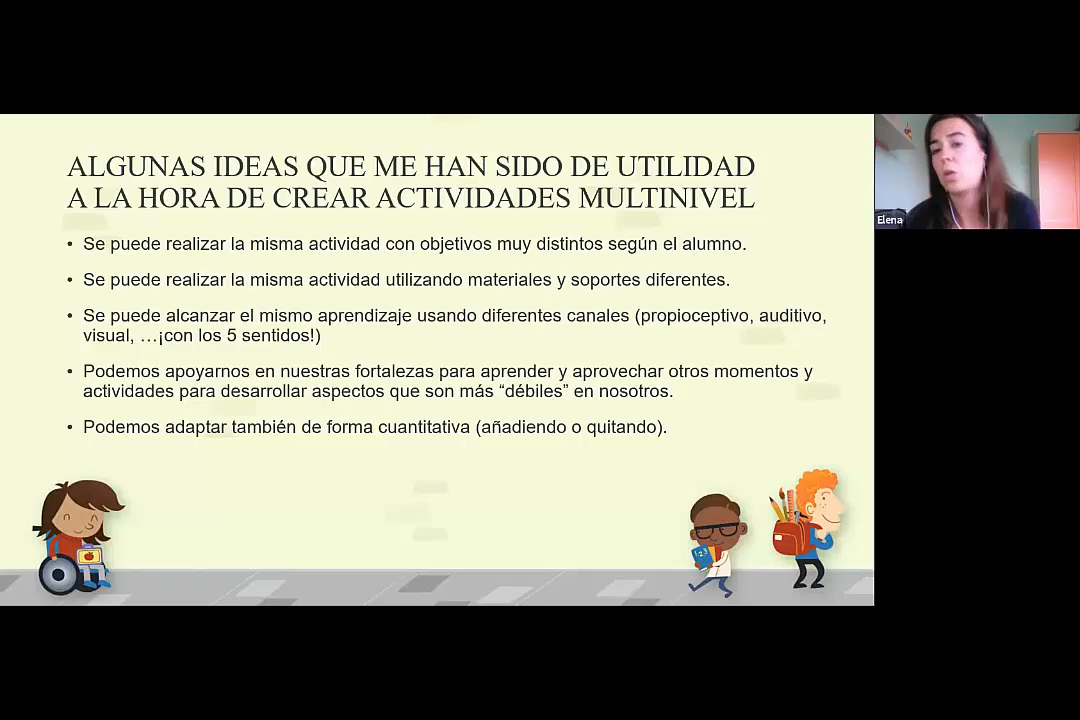 ALGUNAS IDEAS QUE ME HAN SIDO DE UTILIDAD
A LA HORA DE CREAR ACTIVIDADES MULTINIVEL
• Se puede realizar la misma actividad con objetivos muy distintos según el alumno.
• Se puede realizar la misma actividad utilizando materiales y soportes diferentes.
• Se puede alcanzar el mismo aprendizaje usando diferentes canales (propioceptivo, auditivo,
visual, …¡con los 5 sentidos!)
• Podemos apoyarnos en nuestras fortalezas para aprender y aprovechar otros momentos y
actividades para desarrollar aspectos que son más “débiles” en nosotros.
• Podemos adaptar también de forma cuantitativa (añadiendo o quitando).
Elena
123